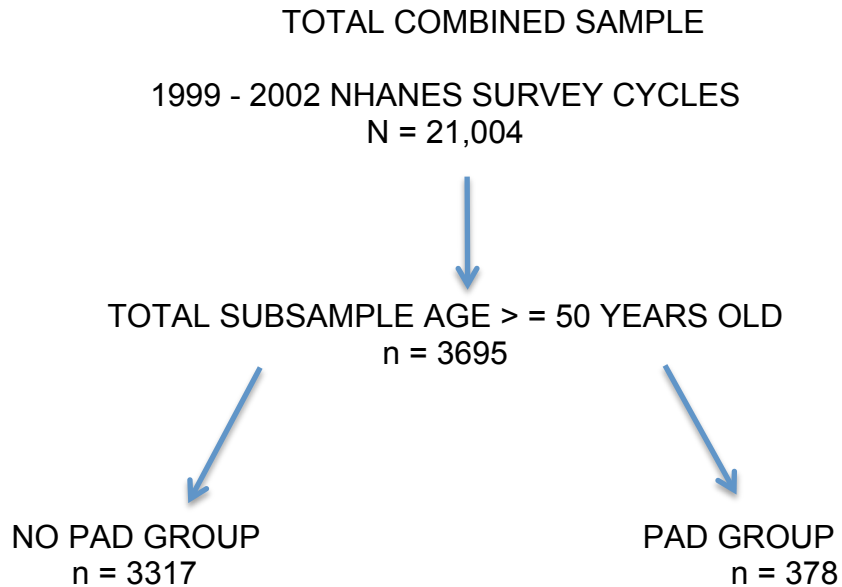 TOTAL COMBINED SAMPLE
1999 - 2002 NHANES SURVEY CYCLES
N = 21,004
TOTAL SUBSAMPLE AGE > = 50 YEARS OLD
n = 3695
NO PAD GROUP
n = 3317
PAD GROUP
n = 378